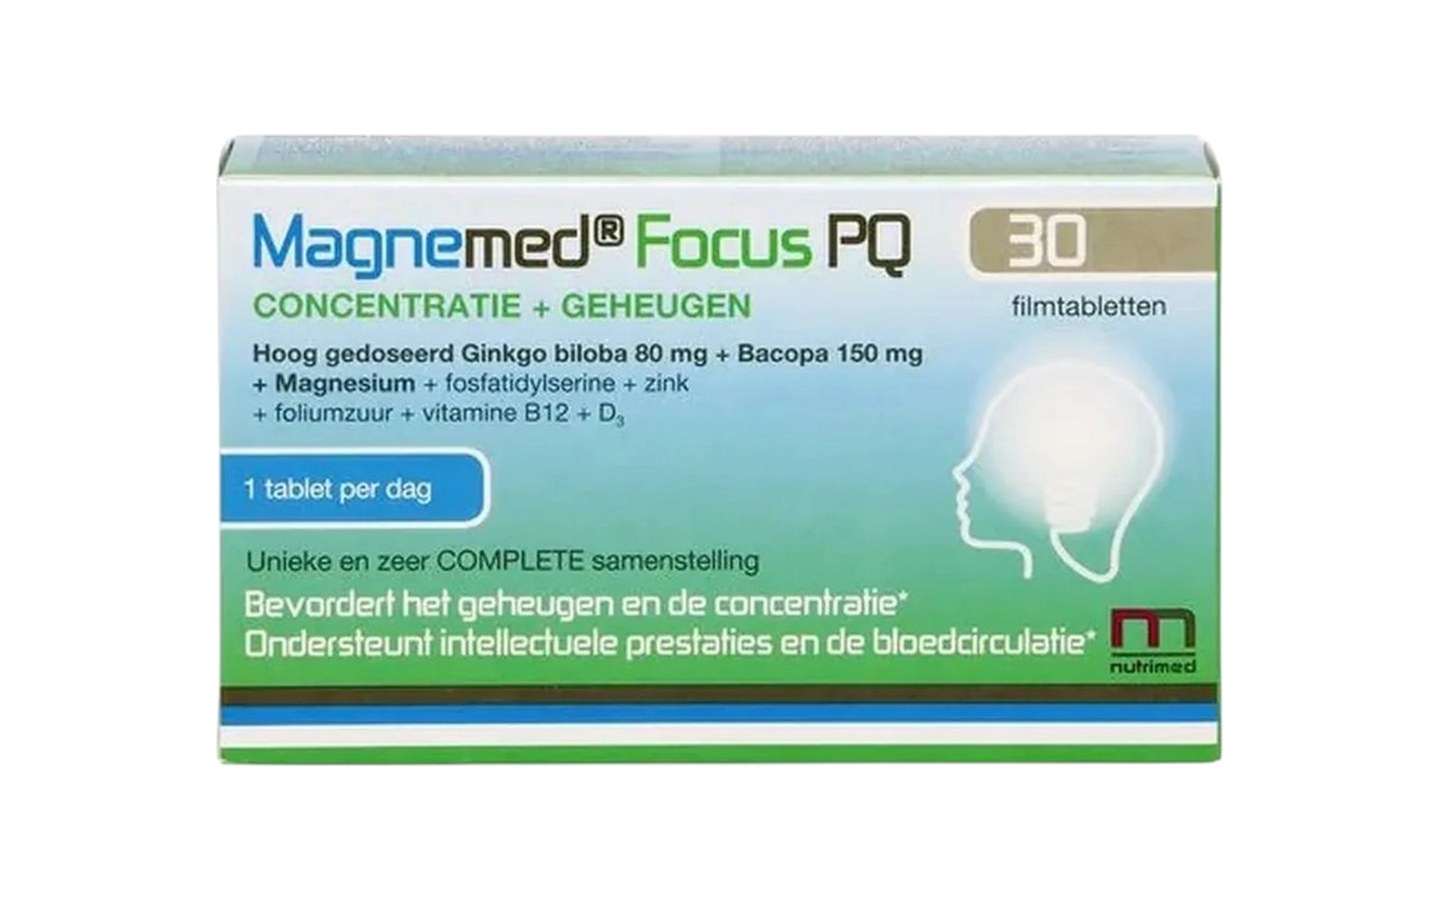 Magnemed® Focus PQ
30
CONCENTRATIE + GEHEUGEN
filmtabletten
Hoog gedoseerd Ginkgo biloba 80 mg + Bacopa 150 mg
+ Magnesium + fosfatidylserine + zink
+ foliumzuur + vitamine B12 + D₃
1 tablet per dag
Unieke en zeer COMPLETE samenstelling
Bevordert het geheugen en de concentratie*
Ondersteunt intellectuele prestaties en de bloedcirculatie*
nutrimed